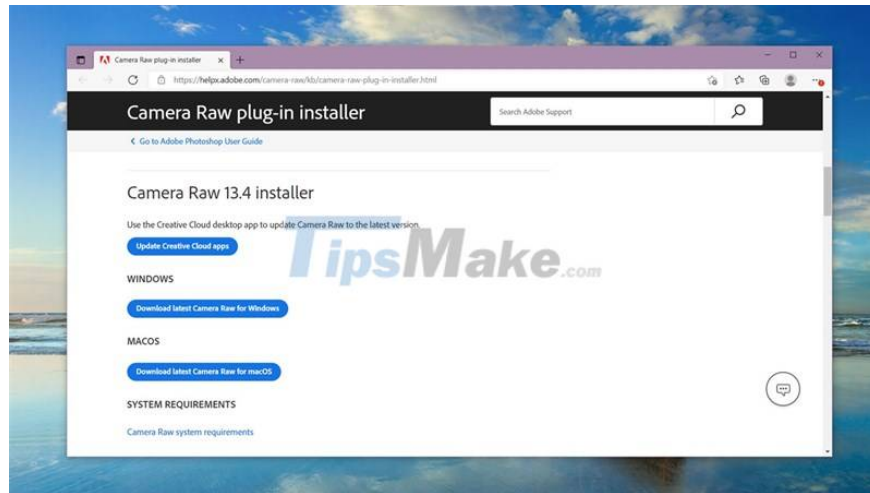 Camera Raw plug-in installer
https://helpx.adobe.com/camera-raw/kb/camera-raw-plug-in-installer.html
Camera Raw plug-in installer
Search Adobe Support
Go to Adobe Photoshop User Guide
Camera Raw 13.4 installer
Use the Creative Cloud desktop app to update Camera Raw to the latest version.
Update Creative Cloud apps
TipsMake.com
WINDOWS
Download latest Camera Raw for Windows
MACOS
Download latest Camera Raw for macOS
SYSTEM REQUIREMENTS
Camera Raw system requirements